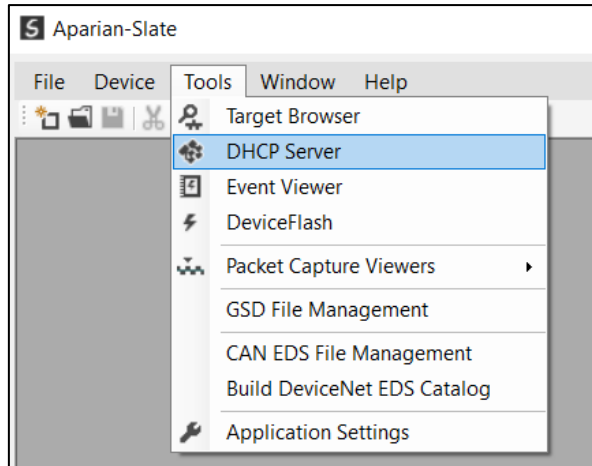 S Aparian-Slate
File Device Tools Window Help
Target Browser
DHCP Server
Event Viewer
DeviceFlash
Packet Capture Viewers
GSD File Management
CAN EDS File Management
Build DeviceNet EDS Catalog
Application Settings